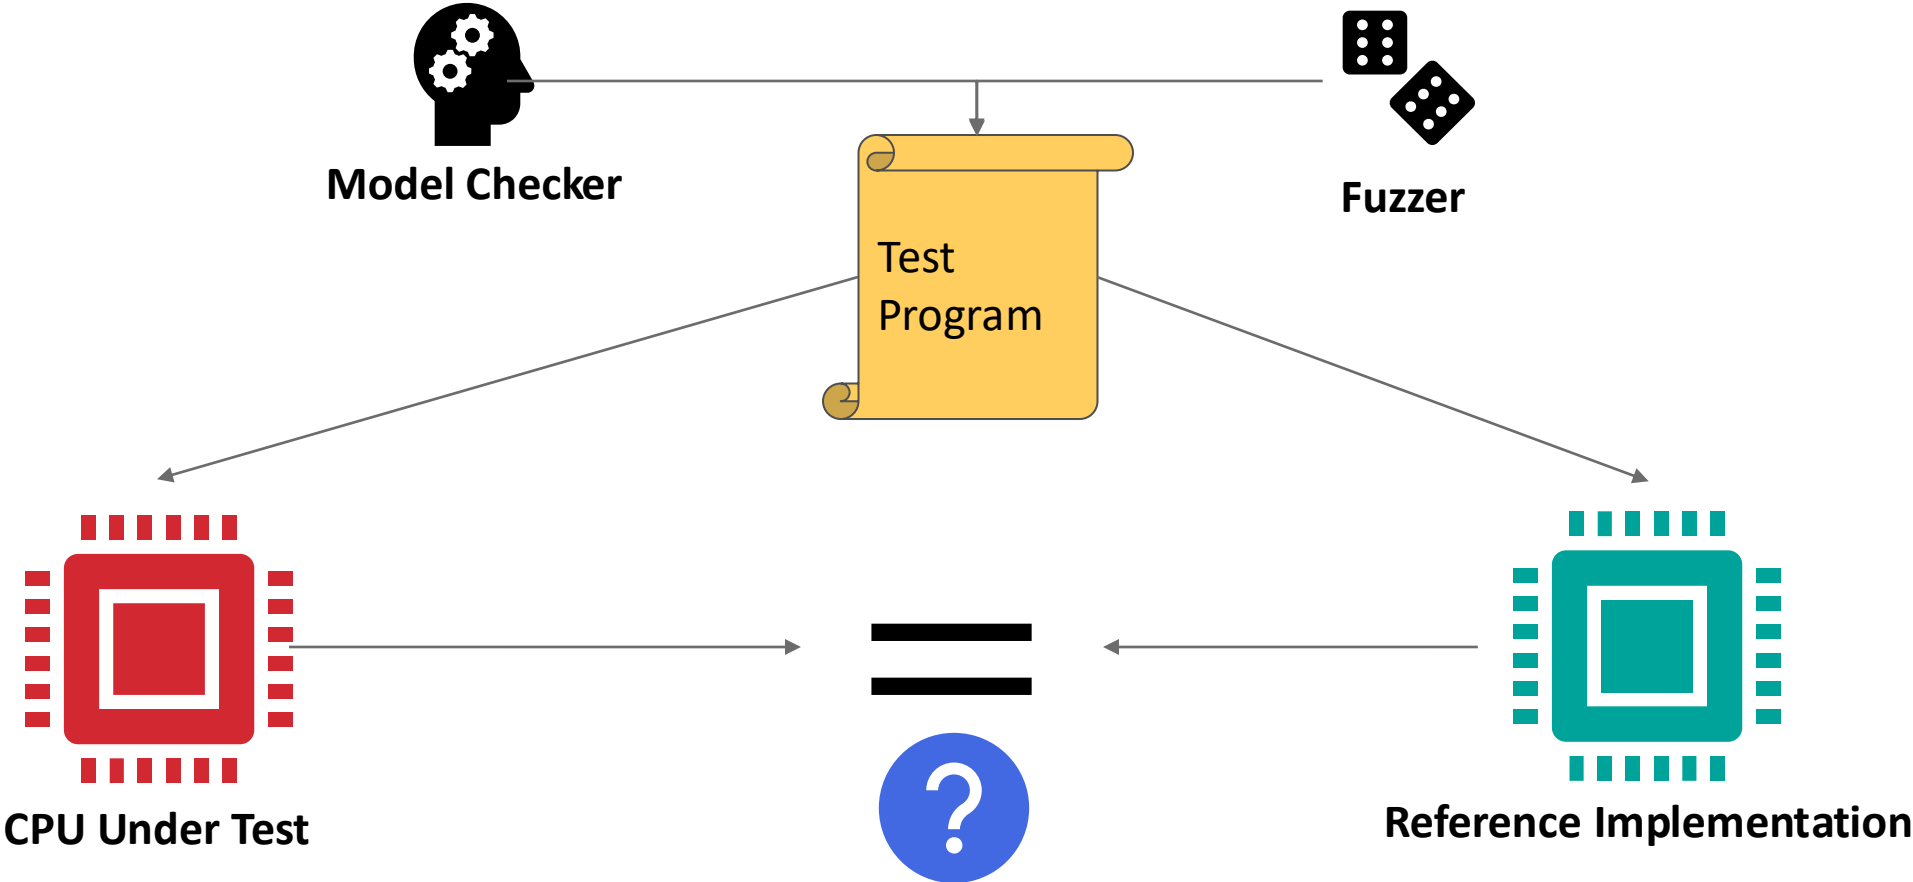 Model Checker
Fuzzer
Test
Program
CPU Under Test
Reference Implementation
?